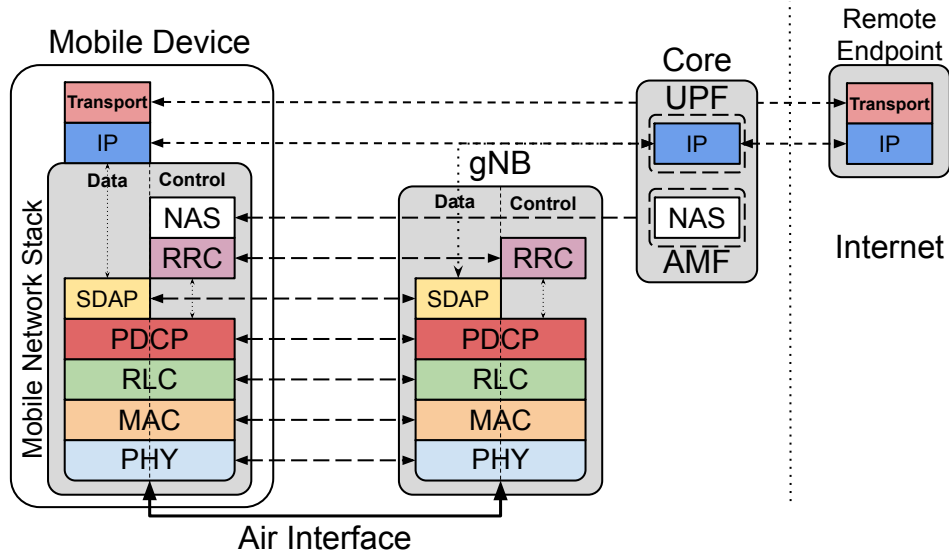 Mobile Device
Transport
IP
Data
Control
NAS
RRC
SDAP
PDCP
RLC
MAC
PHY
Mobile Network Stack
gNB
Data
Control
RRC
SDAP
PDCP
RLC
MAC
PHY
Air Interface
Core
UPF
IP
NAS
AMF
Remote
Endpoint
Transport
IP
Internet